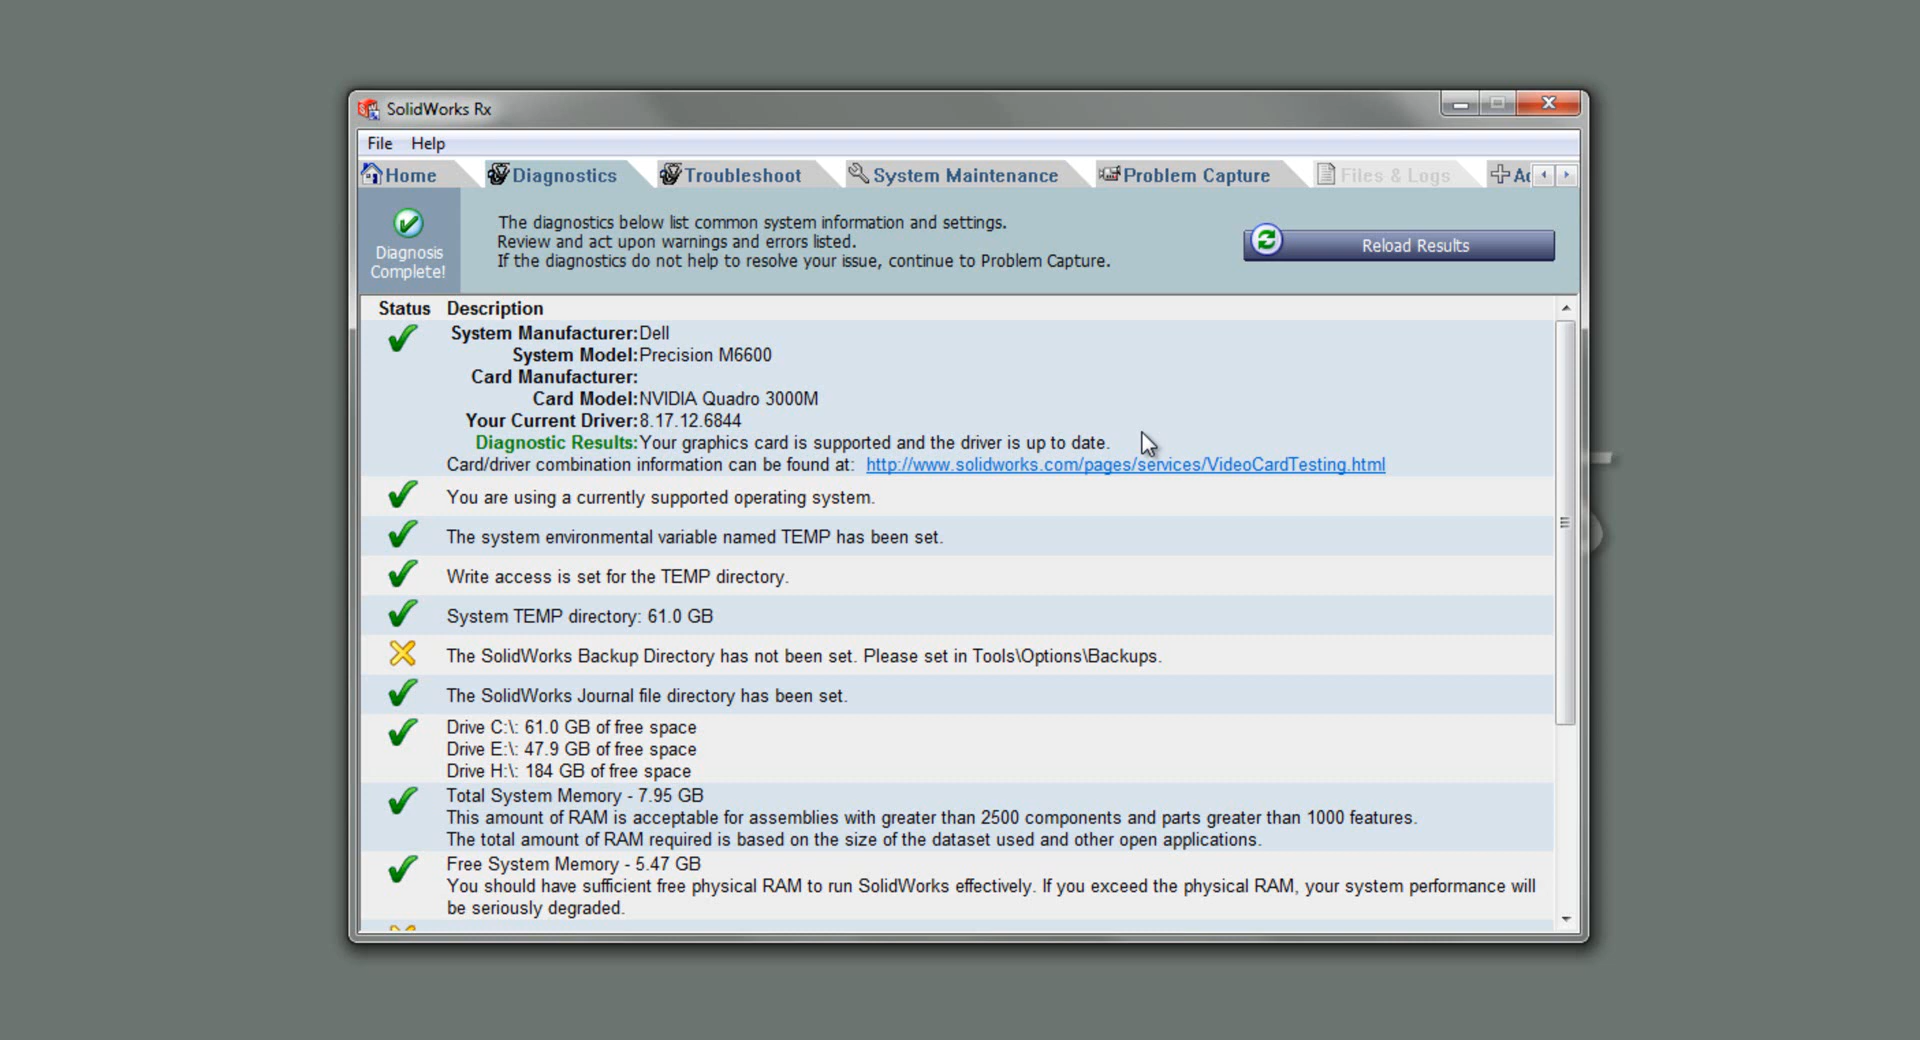 SolidWorks Rx
File Help
Home Diagnostics Troubleshoot System Maintenance Problem Capture Files & Logs
Diagnosis
Complete!
The diagnostics below list common system information and settings.
Review and act upon warnings and errors listed.
If the diagnostics do not help to resolve your issue, continue to Problem Capture.
Reload Results
Status Description
System Manufacturer:Dell
System Model:Precision M6600
Card Manufacturer:
Card Model:NVIDIA Quadro 3000M
Your Current Driver:8.17.12.6844
Diagnostic Results:Your graphics card is supported and the driver is up to date.
Card/driver combination information can be found at: http://www.solidworks.com/pages/services/VideoCardTesting.html
You are using a currently supported operating system.
The system environmental variable named TEMP has been set.
Write access is set for the TEMP directory.
System TEMP directory: 61.0 GB
The SolidWorks Backup Directory has not been set. Please set in Tools\Options\Backups.
The SolidWorks Journal file directory has been set.
Drive C:\: 61.0 GB of free space
Drive E:\: 47.9 GB of free space
Drive H:\: 184 GB of free space
Total System Memory - 7.95 GB
This amount of RAM is acceptable for assemblies with greater than 2500 components and parts greater than 1000 features.
The total amount of RAM required is based on the size of the dataset used and other open applications.
Free System Memory - 5.47 GB
You should have sufficient free physical RAM to run SolidWorks effectively. If you exceed the physical RAM, your system performance will
be seriously degraded.